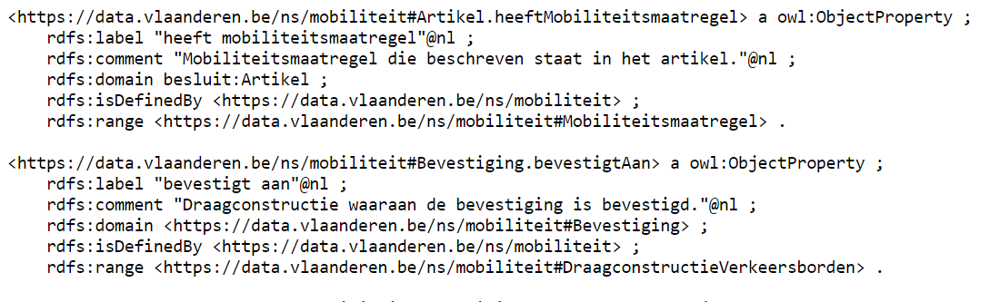 <https://data.vlaanderen.be/ns/mobiliteit#Artikel.heeftMobiliteitsmaatregel> a owl:ObjectProperty ;
    rdfs:label "heeft mobiliteitsmaatregel"@nl ;
    rdfs:comment "Mobiliteitsmaatregel die beschreven staat in het artikel."@nl ;
    rdfs:domain besluit:Artikel ;
    rdfs:isDefinedBy <https://data.vlaanderen.be/ns/mobiliteit> ;
    rdfs:range <https://data.vlaanderen.be/ns/mobiliteit#Mobiliteitsmaatregel> .

<https://data.vlaanderen.be/ns/mobiliteit#Bevestiging.bevestigtAan> a owl:ObjectProperty ;
    rdfs:label "bevestigt aan"@nl ;
    rdfs:comment "Draagconstructie waaraan de bevestiging is bevestigd."@nl ;
    rdfs:domain <https://data.vlaanderen.be/ns/mobiliteit#Bevestiging> ;
    rdfs:isDefinedBy <https://data.vlaanderen.be/ns/mobiliteit> ;
    rdfs:range <https://data.vlaanderen.be/ns/mobiliteit#DraagconstructieVerkeersborden> .